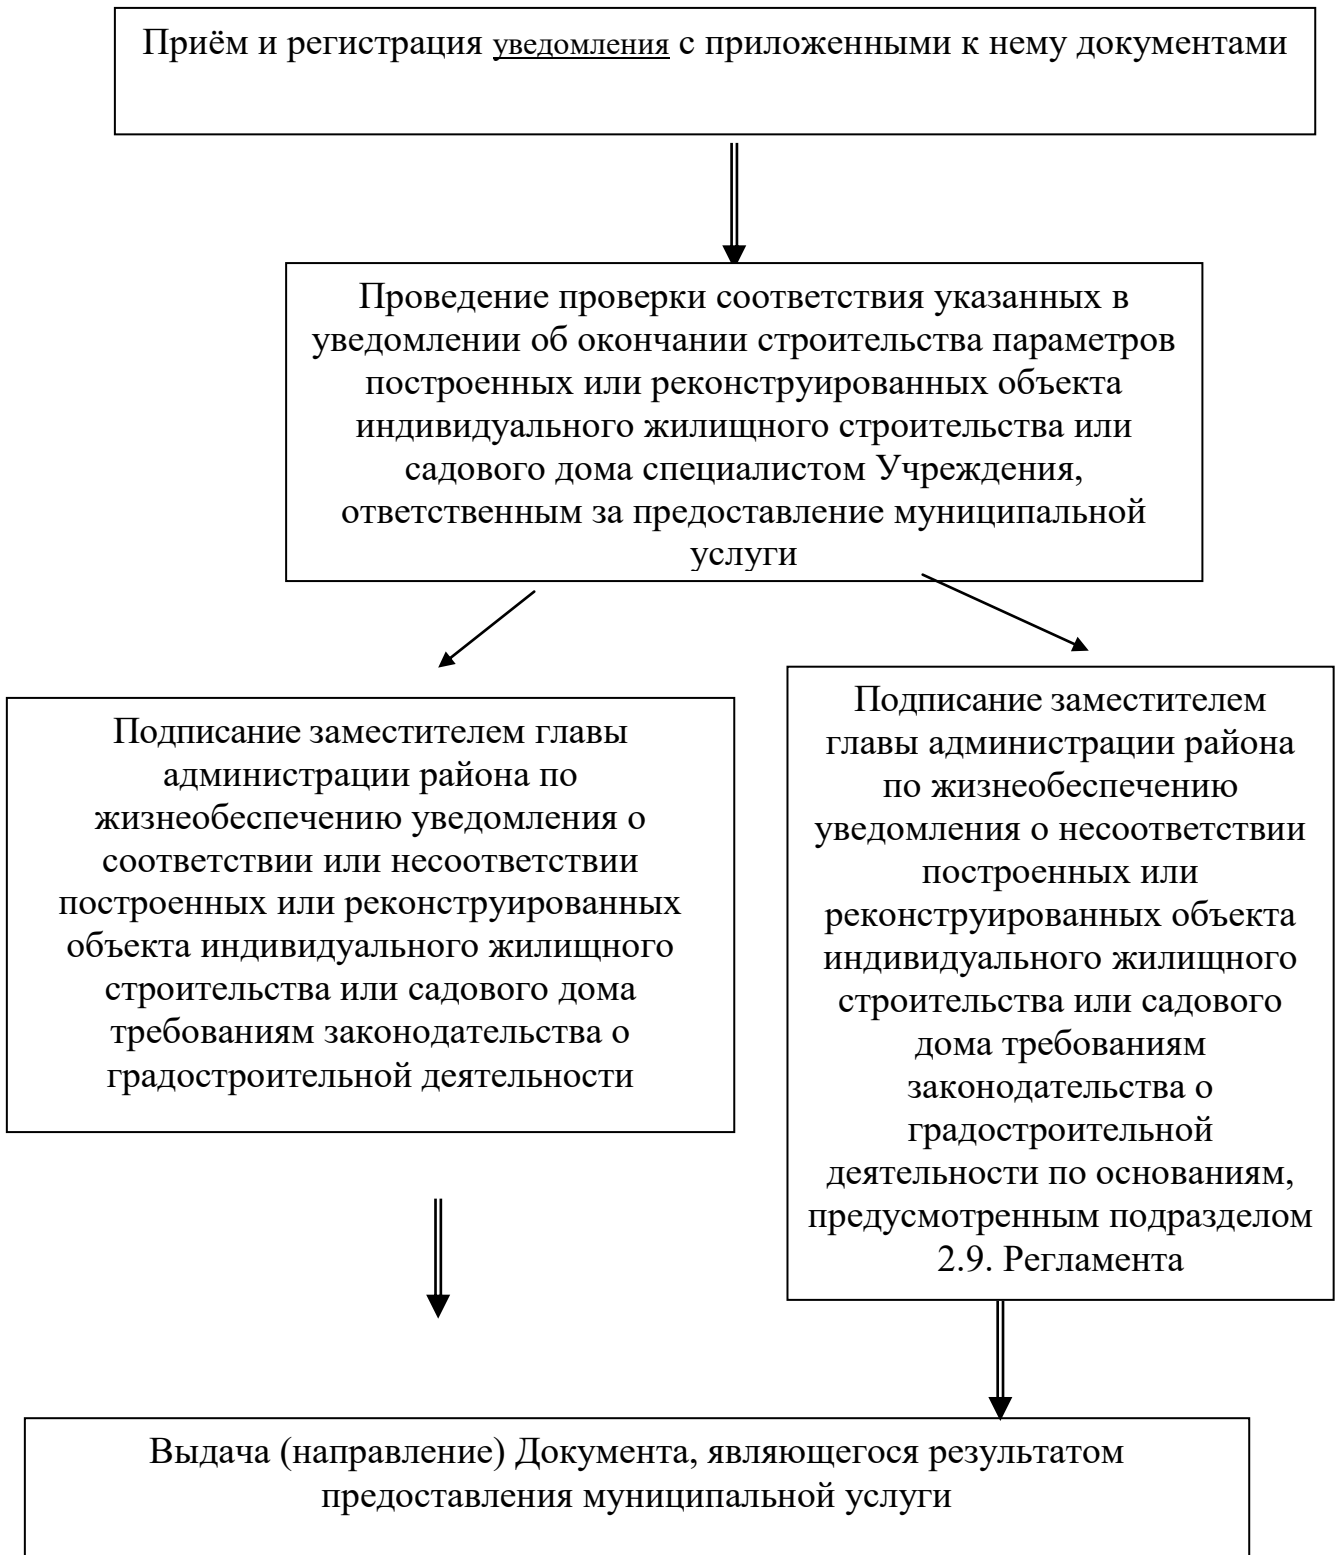 Приём и регистрация уведомления с приложенными к нему документами
Проведение проверки соответствия указанных в
уведомлении об окончании строительства параметров
построенных или реконструированных объекта
индивидуального жилищного строительства или
садового дома специалистом Учреждения,
ответственным за предоставление муниципальной
услуги
Подписание заместителем главы
администрации района по
жизнеобеспечению уведомления о
соответствии или несоответствии
построенных или реконструированных
объекта индивидуального жилищного
строительства или садового дома
требованиям законодательства о
градостроительной деятельности
Подписание заместителем
главы администрации района
по жизнеобеспечению
уведомления о несоответствии
построенных или
реконструированных объекта
индивидуального жилищного
строительства или садового
дома требованиям
законодательства о
градостроительной
деятельности по основаниям,
предусмотренным подразделом
2.9. Регламента
Выдача (направление) Документа, являющегося результатом
предоставления муниципальной услуги